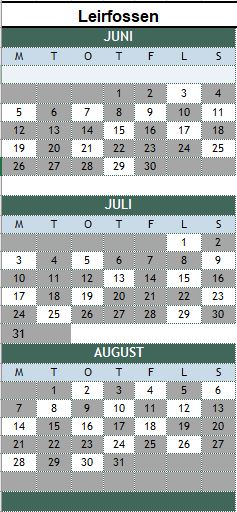 Leirfossen
JUNI
M T O T F L S
1 2 3 4
5 6 7 8 9 10 11
12 13 14 15 16 17 18
19 20 21 22 23 24 25
26 27 28 29 30
JULI
M T O T F L S
1 2
3 4 5 6 7 8 9
10 11 12 13 14 15 16
17 18 19 20 21 22 23
24 25 26 27 28 29 30
31
AUGUST
M T O T F L S
1 2 3 4 5 6
7 8 9 10 11 12 13
14 15 16 17 18 19 20
21 22 23 24 25 26 27
28 29 30 31